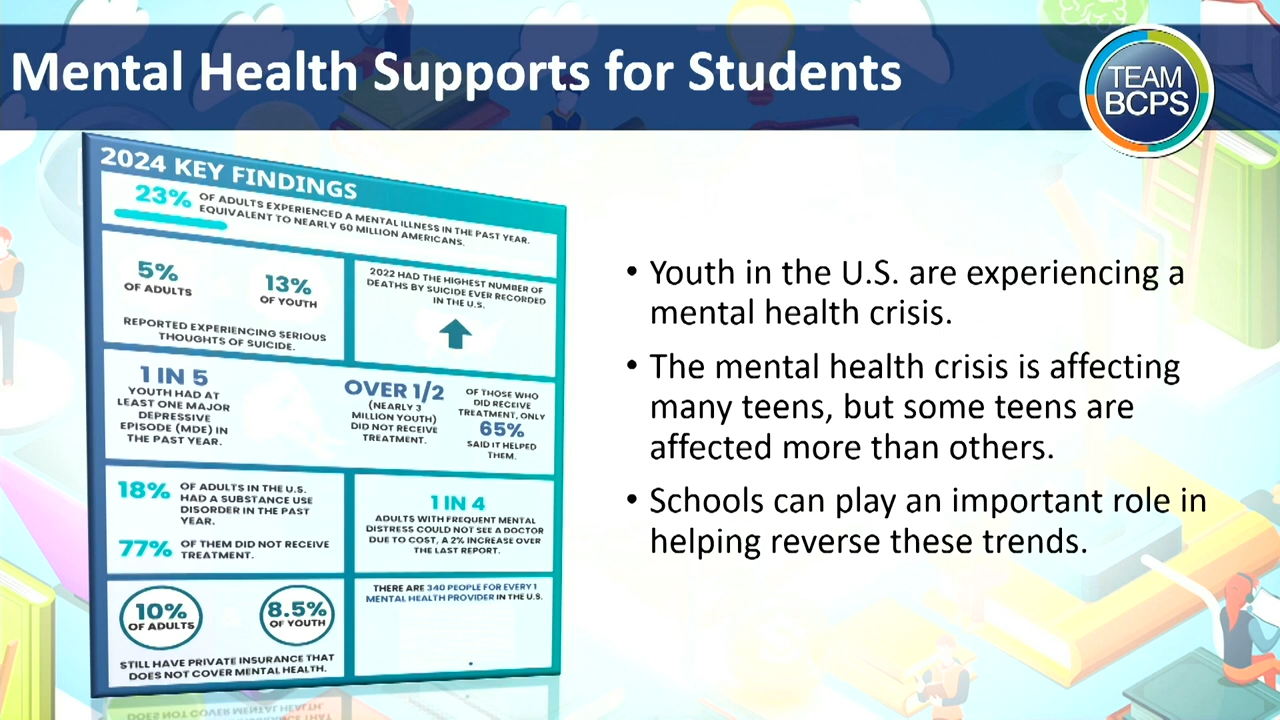 Mental Health Supports for Students
TEAM
BCPS
2024 KEY FINDINGS
23%
OF ADULTS EXPERIENCED A MENTAL ILLNESS IN THE PAST YEAR.
EQUIVALENT TO NEARLY 60 MILLION AMERICANS.
5%
OF ADULTS
13%
OF YOUTH
REPORTED EXPERIENCING SERIOUS
THOUGHTS OF SUICIDE.
2022 HAD THE HIGHEST NUMBER OF
DEATHS BY SUICIDE EVER RECORDED
IN THE U.S.
1 IN 5
YOUTH HAD AT
LEAST ONE MAJOR
DEPRESSIVE
EPISODE (MDE) IN
THE PAST YEAR.
OVER 1/2
(NEARLY 3
MILLION YOUTH)
DID NOT RECEIVE
TREATMENT.
OF THOSE WHO
DID RECEIVE
TREATMENT, ONLY
65%
SAID IT HELPED
THEM.
18%
OF ADULTS IN THE U.S.
HAD A SUBSTANCE USE
DISORDER IN THE PAST
YEAR.
77%
OF THEM DID NOT RECEIVE
TREATMENT.
1 IN 4
ADULTS WITH FREQUENT MENTAL
DISTRESS COULD NOT SEE A DOCTOR
DUE TO COST, A 2% INCREASE OVER
THE LAST REPORT.
10%
OF ADULTS
8.5%
OF YOUTH
STILL HAVE PRIVATE INSURANCE THAT
DOES NOT COVER MENTAL HEALTH.
THERE ARE 340 PEOPLE FOR EVERY 1
MENTAL HEALTH PROVIDER IN THE U.S.
• Youth in the U.S. are experiencing a
mental health crisis.
• The mental health crisis is affecting
many teens, but some teens are
affected more than others.
• Schools can play an important role in
helping reverse these trends.